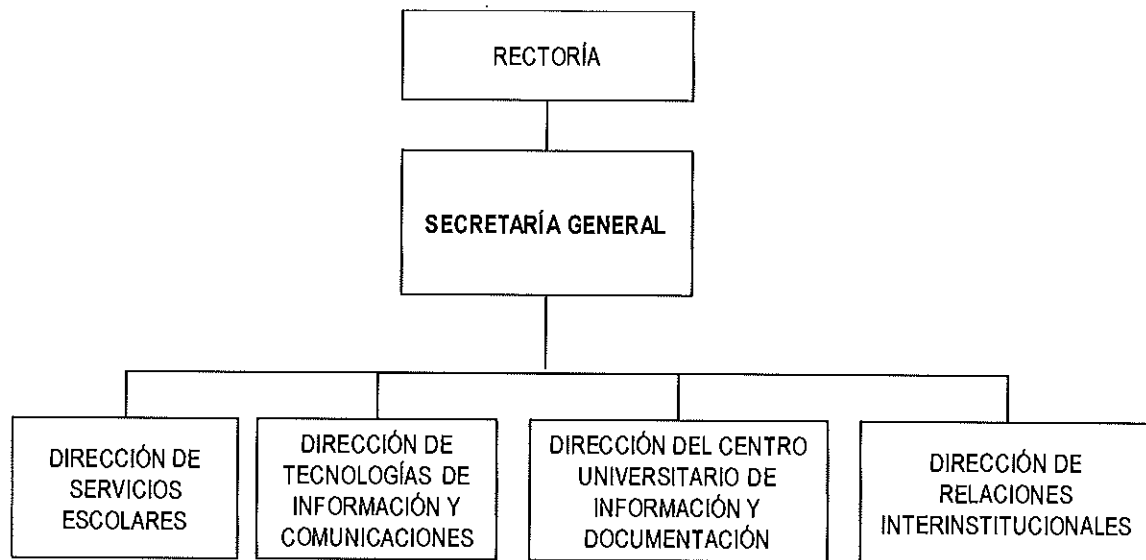 RECTORÍA
SECRETARÍA GENERAL
DIRECCIÓN DE
SERVICIOS
ESCOLARES
DIRECCIÓN DE
TECNOLOGÍAS DE
INFORMACIÓN Y
COMUNICACIONES
DIRECCIÓN DEL CENTRO
UNIVERSITARIO DE
INFORMACIÓN Y
DOCUMENTACIÓN
DIRECCIÓN DE
RELACIONES
INTERINSTITUCIONALES